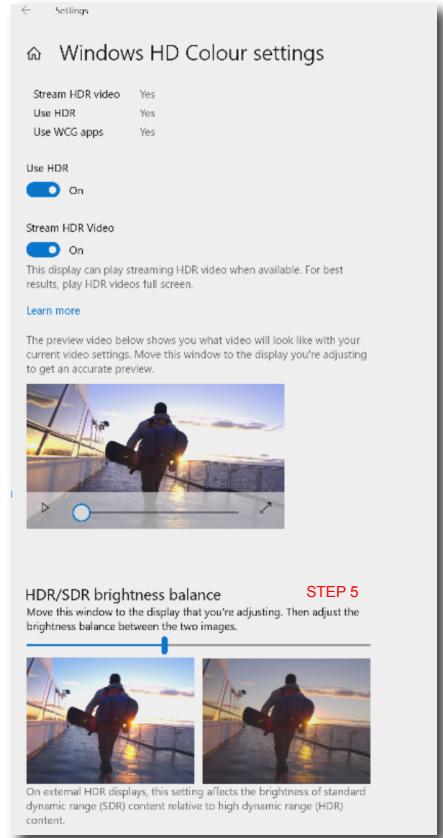 Settings
Windows HD Colour settings
Stream HDR video Yes
Use HDR Yes
Use WCG apps Yes
Use HDR
On
Stream HDR Video
On
This display can play streaming HDR video when available. For best
results, play HDR videos full screen.
Learn more
The preview video below shows you what video will look like with your
current video settings. Move this window to the display you're adjusting
to get an accurate preview.
HDR/SDR brightness balance STEP 5
Move this window to the display that you're adjusting. Then adjust the
brightness balance between the two images.
On external HDR displays, this setting affects the brightness of standard
dynamic range (SDR) content relative to high dynamic range (HDR)
content.